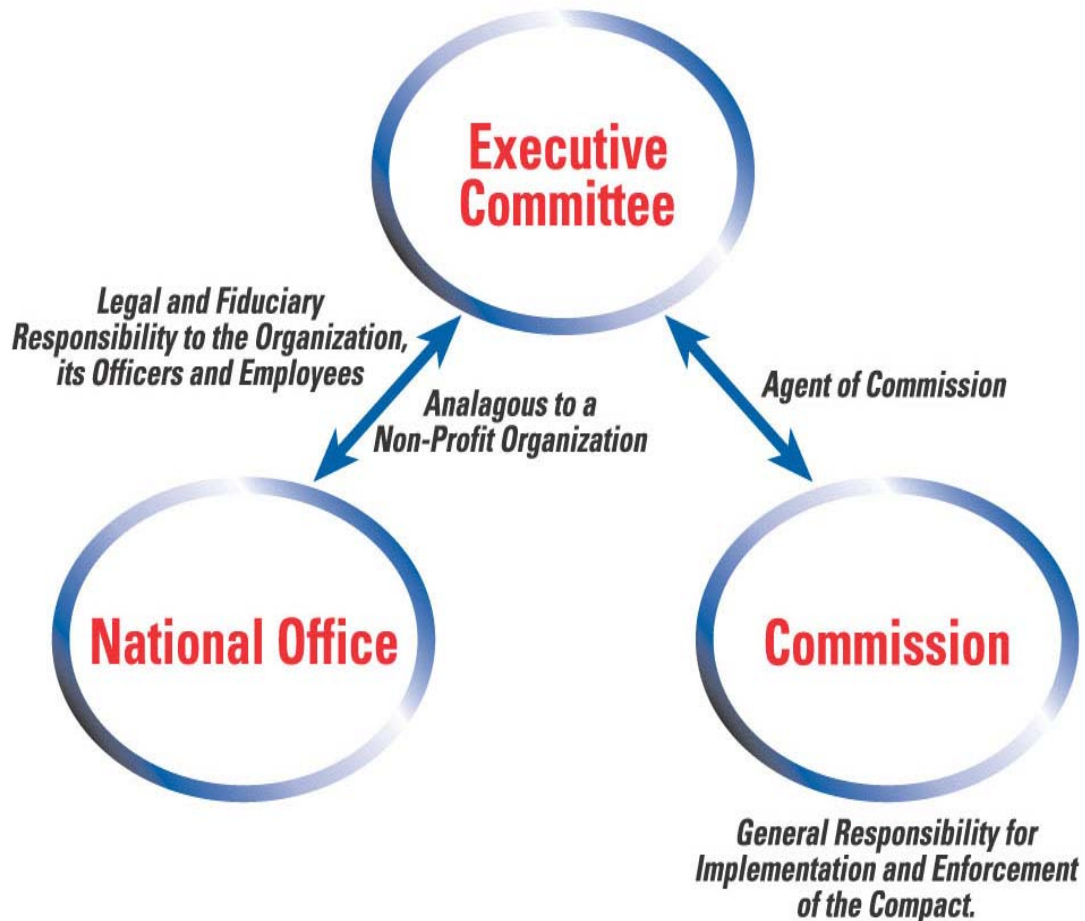 Executive
Committee
Legal and Fiduciary
Responsibility to the Organization,
its Officers and Employees
Analagous to a
Non-Profit Organization
Agent of Commission
National Office
Commission
General Responsibility for
Implementation and Enforcement
of the Compact.